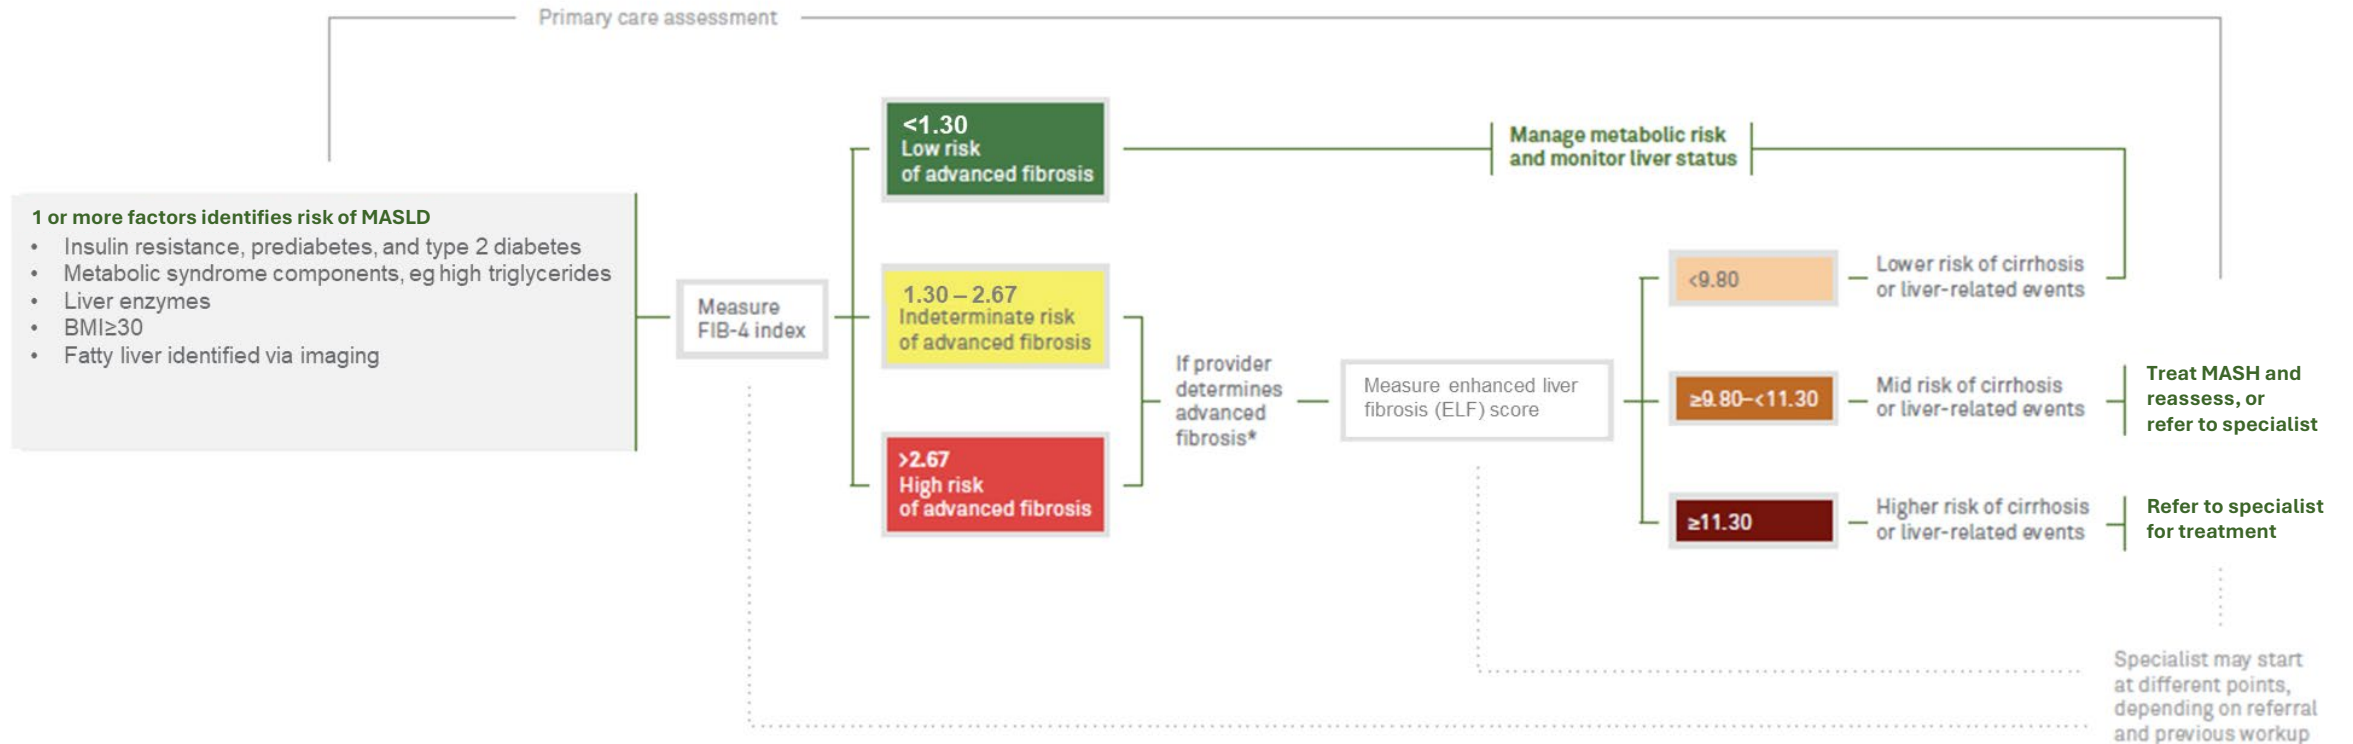 Primary care assessment
1 or more factors identifies risk of MASLD
• Insulin resistance, prediabetes, and type 2 diabetes
• Metabolic syndrome components, eg high triglycerides
• Liver enzymes
• BMI≥30
• Fatty liver identified via imaging
Measure
FIB-4 index
<1.30
Low risk
of advanced fibrosis
1.30 – 2.67
Indeterminate risk
of advanced fibrosis
>2.67
High risk
of advanced fibrosis
Manage metabolic risk
and monitor liver status
If provider
determines
advanced
fibrosis*
Measure enhanced liver
fibrosis (ELF) score
<9.80
Lower risk of cirrhosis
or liver-related events
≥9.80–<11.30
Mid risk of cirrhosis
or liver-related events
Treat MASH and
reassess, or
refer to specialist
≥11.30
Higher risk of cirrhosis
or liver-related events
Refer to specialist
for treatment
Specialist may start
at different points,
depending on referral
and previous workup